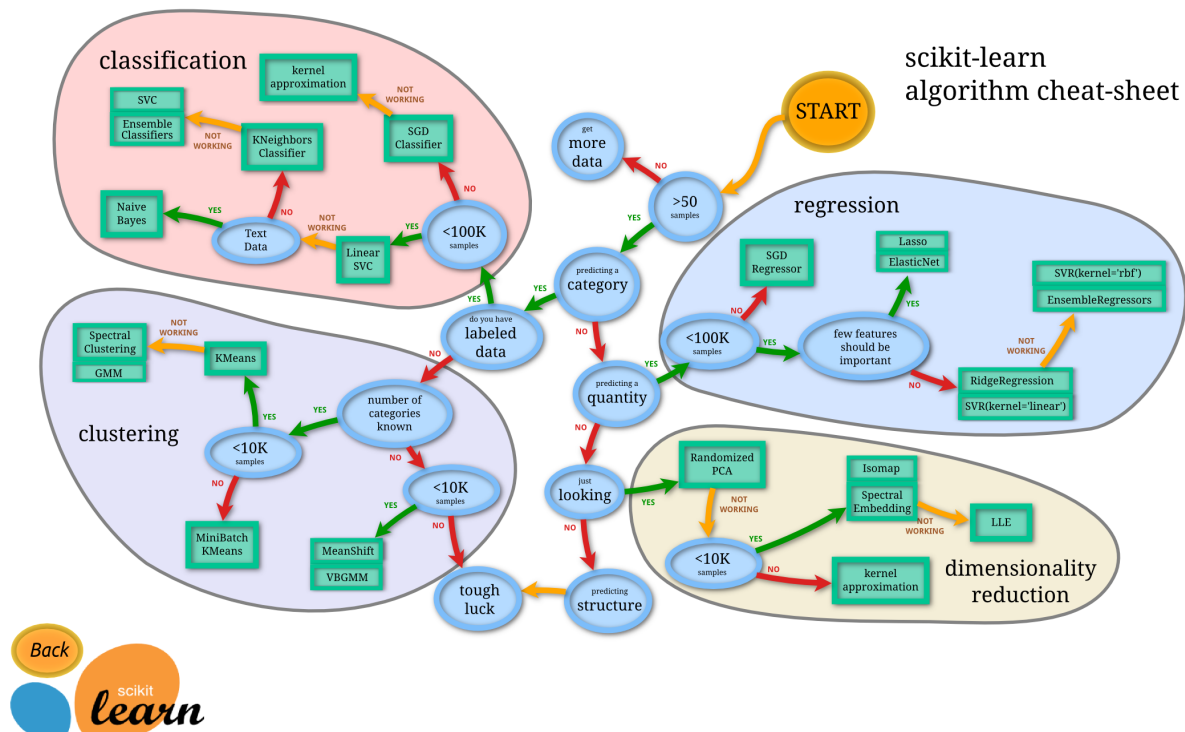 scikit-learn
algorithm cheat-sheet
START
classification
kernel
approximation
NOT
WORKING
SVC
Ensemble
Classifiers
NOT
WORKING
KNeighbors
Classifier
SGD
Classifier
NO
Naive
Bayes
YES
Text
Data
NO
NOT
WORKING
Linear
SVC
YES
<100K
samples
get
more
data
NO
>50
samples
YES
predicting a
category
YES
do you have
labeled
data
YES
NO
NO
predicting a
quantity
YES
NO
just
looking
YES
NO
predicting
structure
tough
luck
regression
SGD
Regressor
NO
<100K
samples
YES
Lasso
ElasticNet
YES
few features
should be
important
NO
SVR(kernel='rbf')
EnsembleRegressors
NOT
WORKING
RidgeRegression
SVR(kernel='linear')
clustering
Spectral
Clustering
GMM
NOT
WORKING
KMeans
YES
<10K
samples
NO
MiniBatch
KMeans
number of
categories
known
YES
NO
<10K
samples
YES
NO
MeanShift
VBGMM
Randomized
PCA
NOT
WORKING
<10K
samples
YES
NO
Isomap
Spectral
Embedding
NOT
WORKING
LLE
kernel
approximation
dimensionality
reduction
Back
scikit
learn